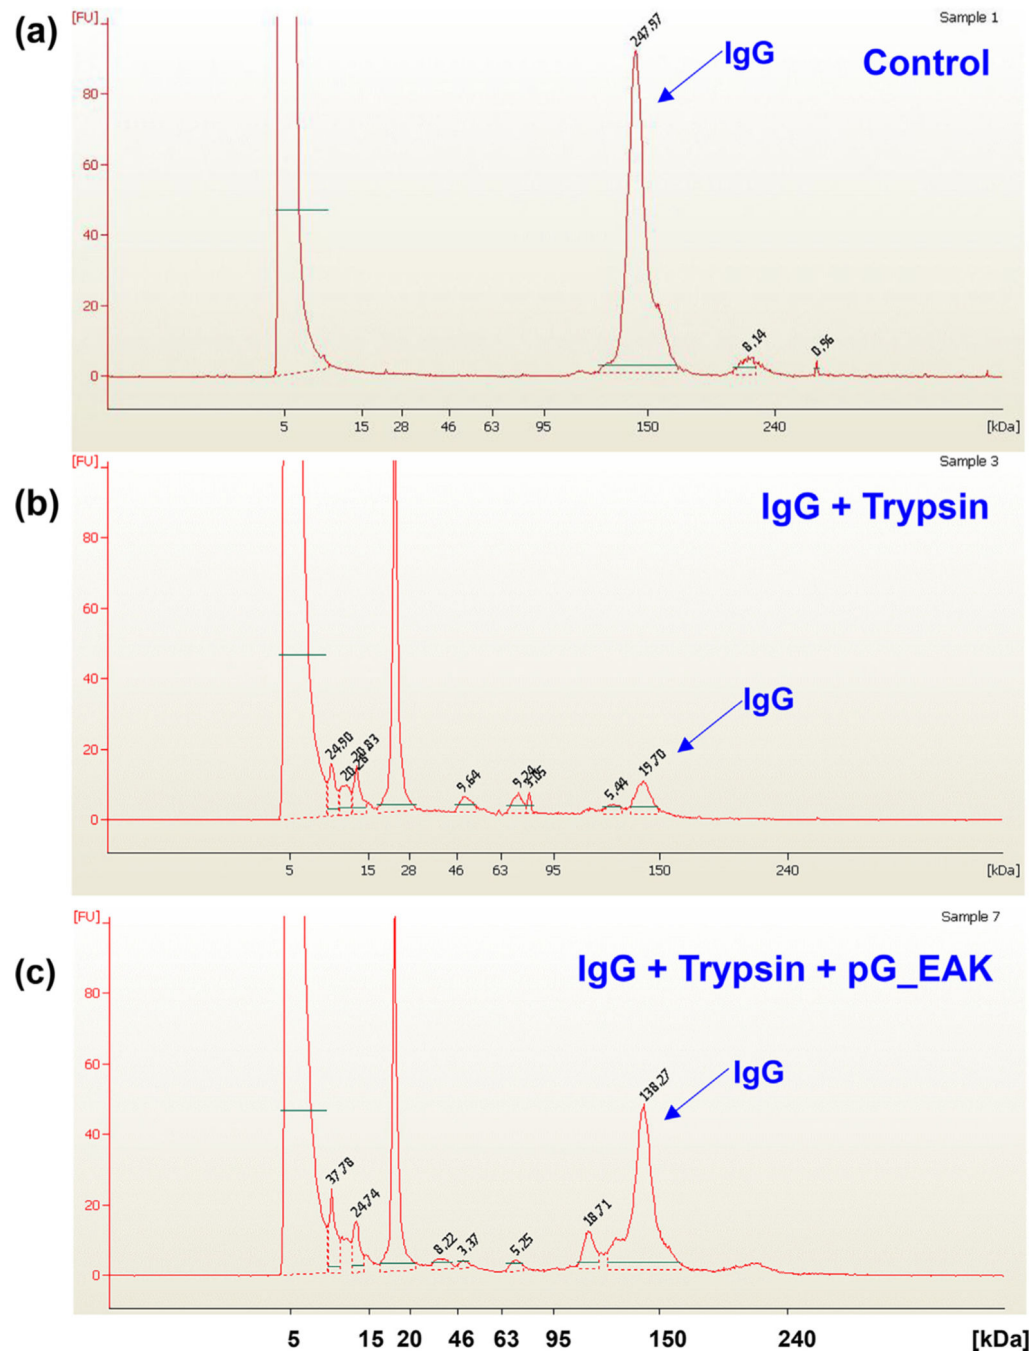 (a)
[FU]
Sample 1
Control
IgG
247.97
8.14
0.96
80
60
40
20
0
5 15 28 46 63 95 150 240 [kDa]
(b)
[FU]
Sample 3
IgG + Trypsin
IgG
24.90
20.28
20.83
9.64
9.24
3.05
5.44
19.70
80
60
40
20
0
5 15 28 46 63 95 150 240 [kDa]
(c)
[FU]
Sample 7
IgG + Trypsin + pG_EAK
IgG
37.78
24.74
8.22
3.37
5.25
18.71
138.27
80
60
40
20
0
5 15 20 46 63 95 150 240 [kDa]